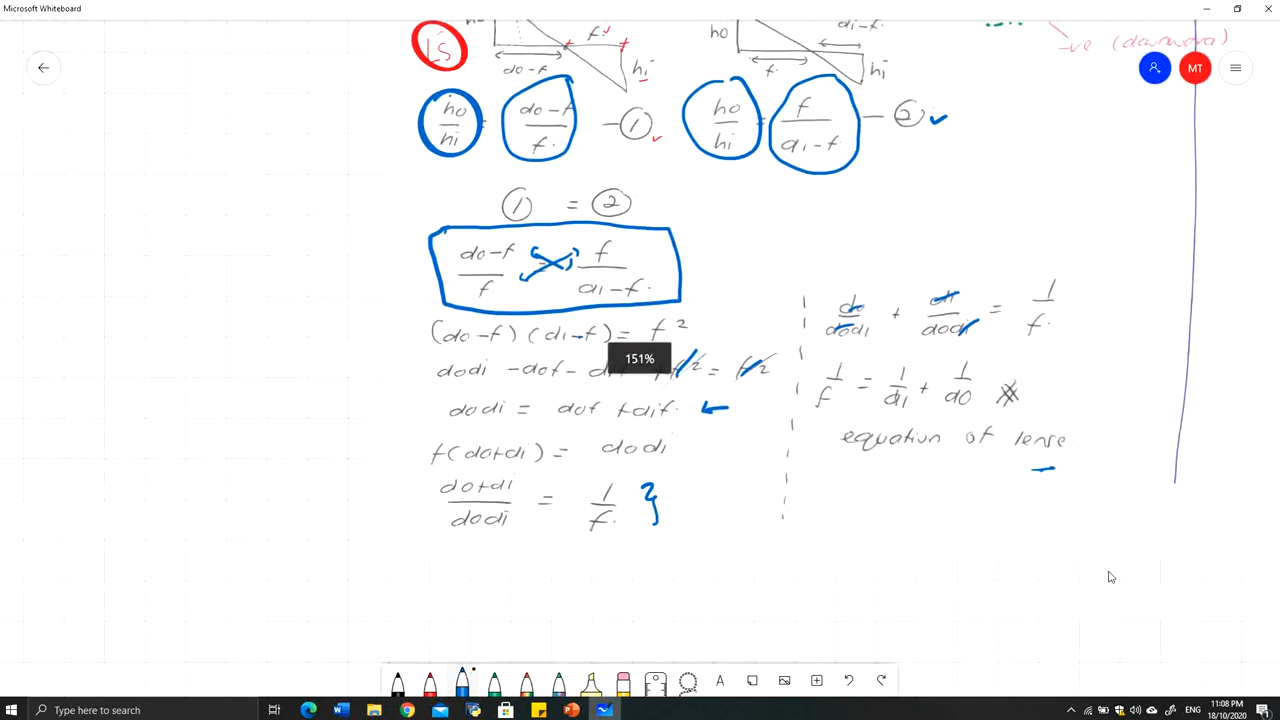 Microsoft Whiteboard
f
di-f
ho
-ve (downward)
do-f
hi
f.
hi
MT
ho/hi = do-f/f. - ①
ho/hi = f/di-f - ②
① = ②
do-f/f = f/di-f.
(do-f)(di-f) = f²
151%
dodi -dof - f² = f²
dodi = dof + dif.
f(do+di) = dodi
do+di/dodi = 1/f.
do/dodi + di/dodi = 1/f.
1/f = 1/di + 1/do
equation of lense
A
Type here to search
ENG
11:08 PM
18/10/2020